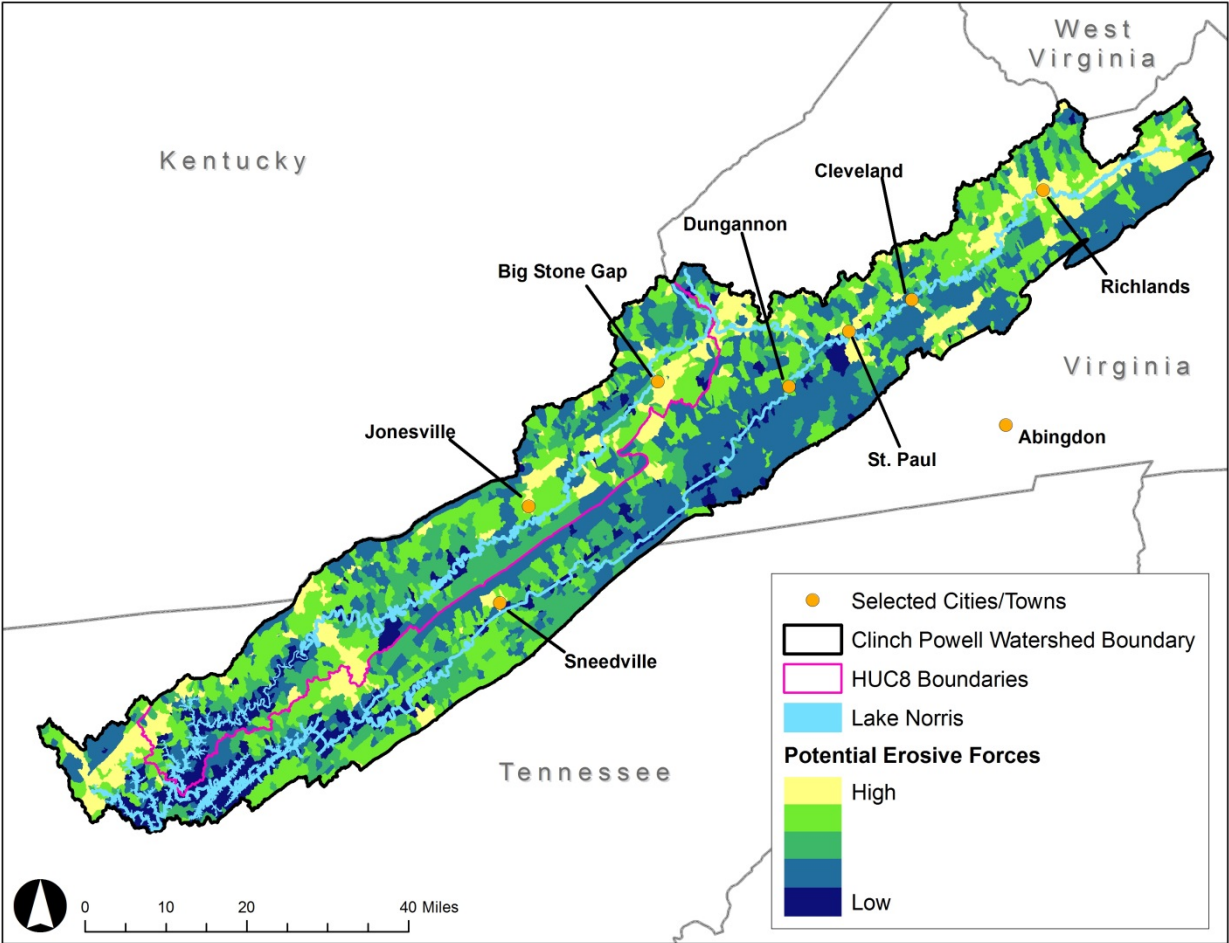 West
Virginia
Kentucky
Cleveland
Dungannon
Big Stone Gap
Richlands
Virginia
Jonesville
Abingdon
St. Paul
Sneedville
Tennessee
Selected Cities/Towns
Clinch Powell Watershed Boundary
HUC8 Boundaries
Lake Norris
Potential Erosive Forces
High
Low
0 10 20 40 Miles